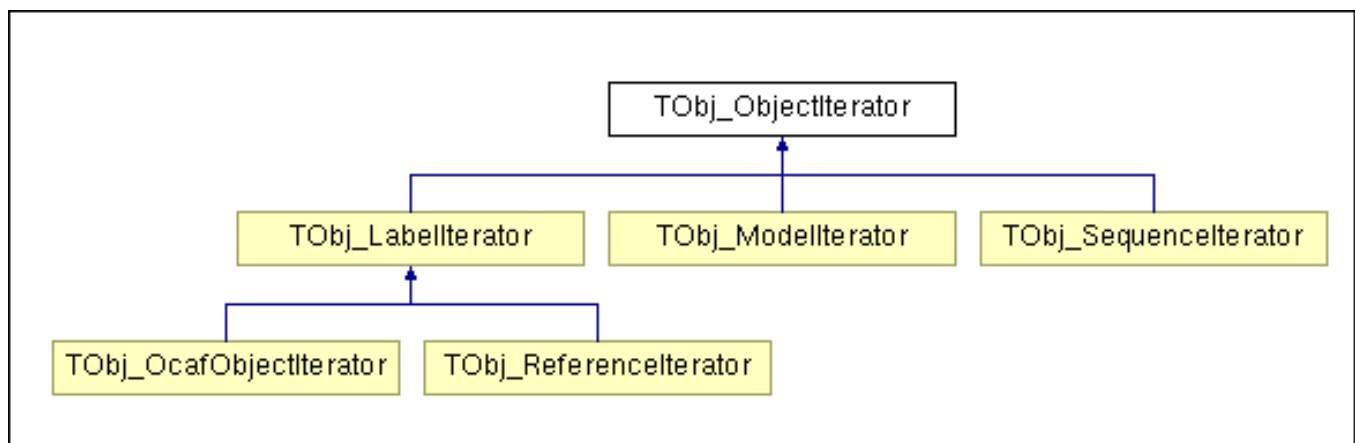 TObj_ObjectIterator
TObj_LabelIterator
TObj_ModelIterator
TObj_SequenceIterator
TObj_OcafObjectIterator
TObj_ReferenceIterator